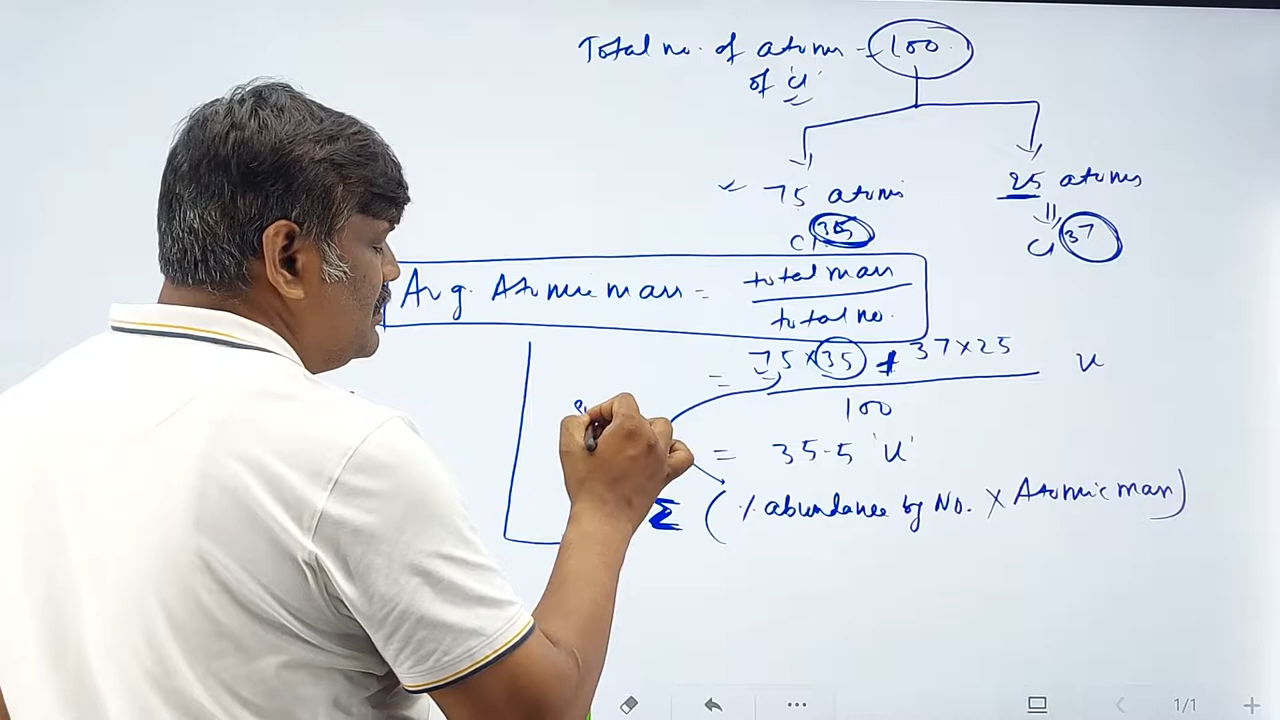 Total no. of atoms = 100
of 'Cl'
75 atoms
25 atoms
Cl 35
Cl 37
Avg. Atomic mass = total mass
total no.
= 75×35 + 37×25 u
100
= 35.5 'u'
Σ (% abundance by No. × Atomic mass)
1/1